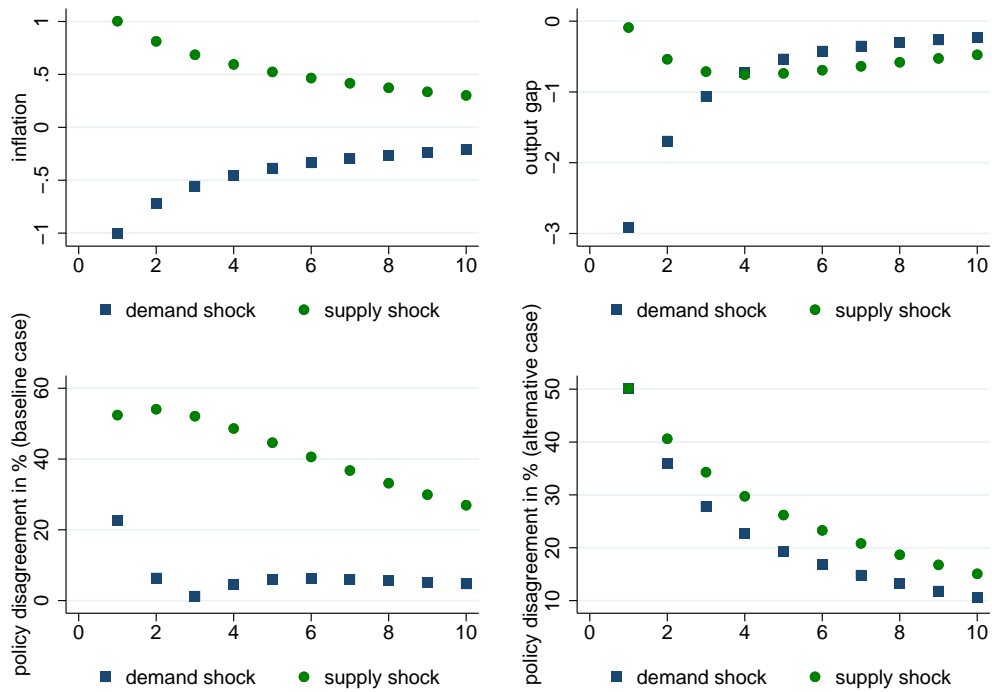 inflation
1
.5
0
−.5
−1
0 2 4 6 8 10
demand shock supply shock
output gap
0
−1
−2
−3
0 2 4 6 8 10
demand shock supply shock
policy disagreement in % (baseline case)
60
40
20
0
0 2 4 6 8 10
demand shock supply shock
policy disagreement in % (alternative case)
50
40
30
20
10
0 2 4 6 8 10
demand shock supply shock